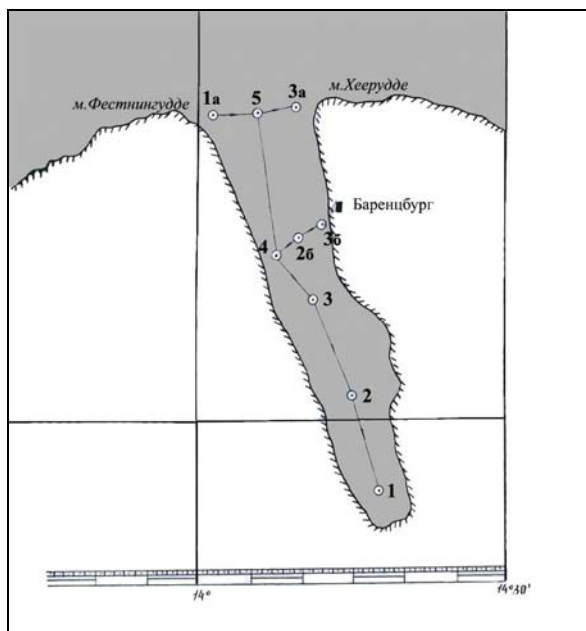 м.Фестнингудде
1а
5
3а
м.Хеерудде
Баренцбург
4
2б
3б
3
2
1
14°
14°30'